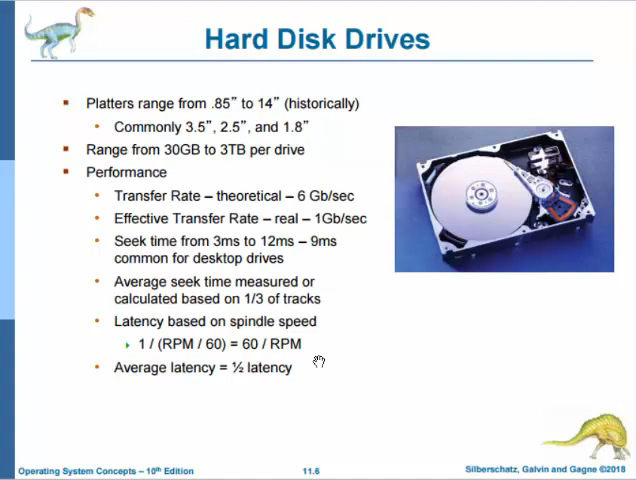 Hard Disk Drives
Platters range from .85” to 14” (historically)
Commonly 3.5”, 2.5”, and 1.8”
Range from 30GB to 3TB per drive
Performance
Transfer Rate – theoretical – 6 Gb/sec
Effective Transfer Rate – real – 1Gb/sec
Seek time from 3ms to 12ms – 9ms
common for desktop drives
Average seek time measured or
calculated based on 1/3 of tracks
Latency based on spindle speed
1 / (RPM / 60) = 60 / RPM
Average latency = ½ latency
Operating System Concepts – 10th Edition
11.6
Silberschatz, Galvin and Gagne ©2018